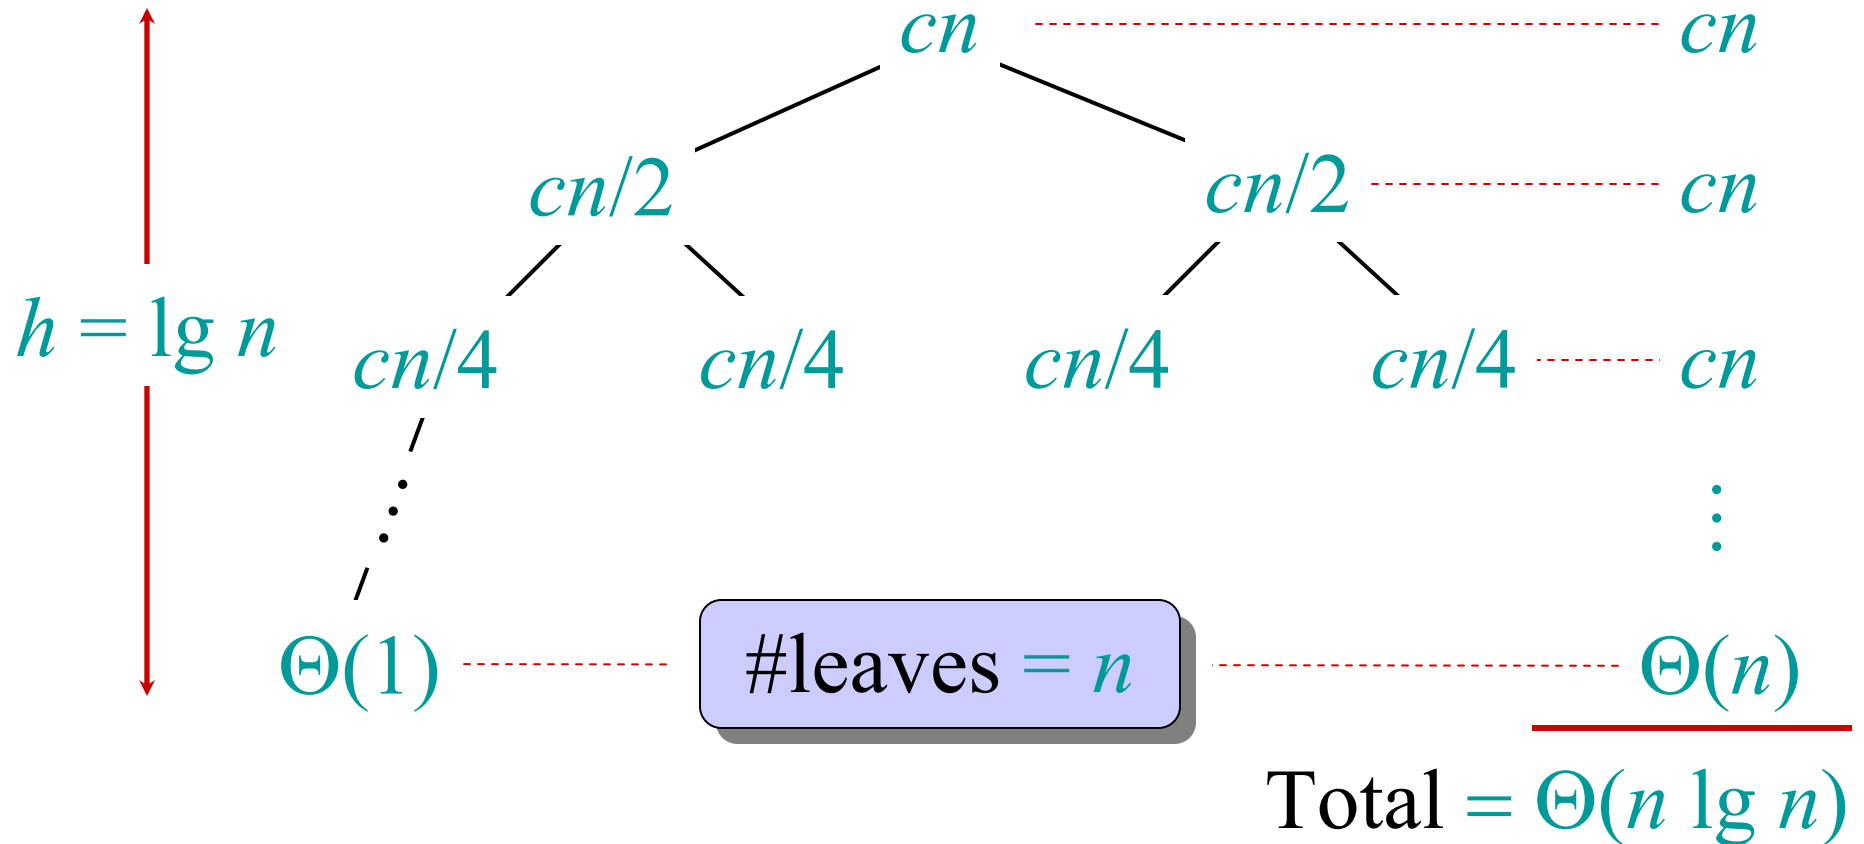 cn cn
cn/2 cn/2 cn
h = lg n cn/4 cn/4 cn/4 cn/4 cn
Θ(1) #leaves = n Θ(n)
Total = Θ(n lg n)